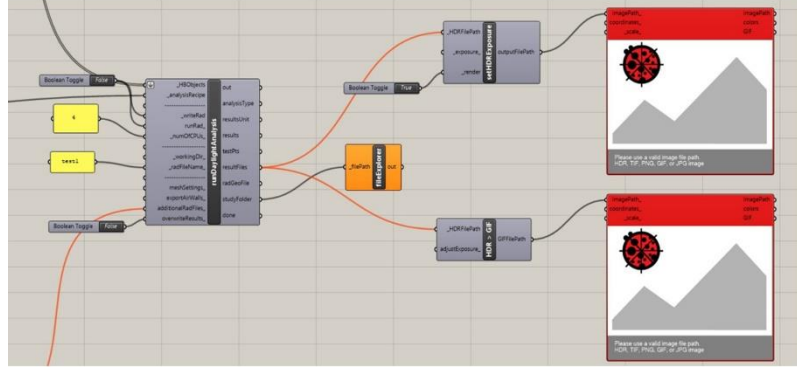 Boolean Toggle False
6
test1
Boolean Toggle False
_HBObjects
_analysisRecipe
_writeRad
runRad_
_numOfCPUs_
_workingDir_
_radFileName_
meshSettings_
exportAirWalls_
additionalRadFiles_
overwriteResults_
runDaylightAnalysis
out
analysisType
resultsUnit
results
testPts
resultFiles
radGeoFile
studyFolder
done
Boolean Toggle True
_HDRFilePath
_exposure_
_render
setHDRExposure
outputFilePath
_filePath
fileExplorer
out
_HDRFilePath
adjustExposure_
HDR > GIF
GIFFilePath
_imagePath_
coordinates_
_scale_
imagePath
colors
GIF
Please use a valid image file path
HDR, TIF, PNG, GIF, or JPG image
_imagePath_
coordinates_
_scale_
imagePath
colors
GIF
Please use a valid image file path
HDR, TIF, PNG, GIF, or JPG image